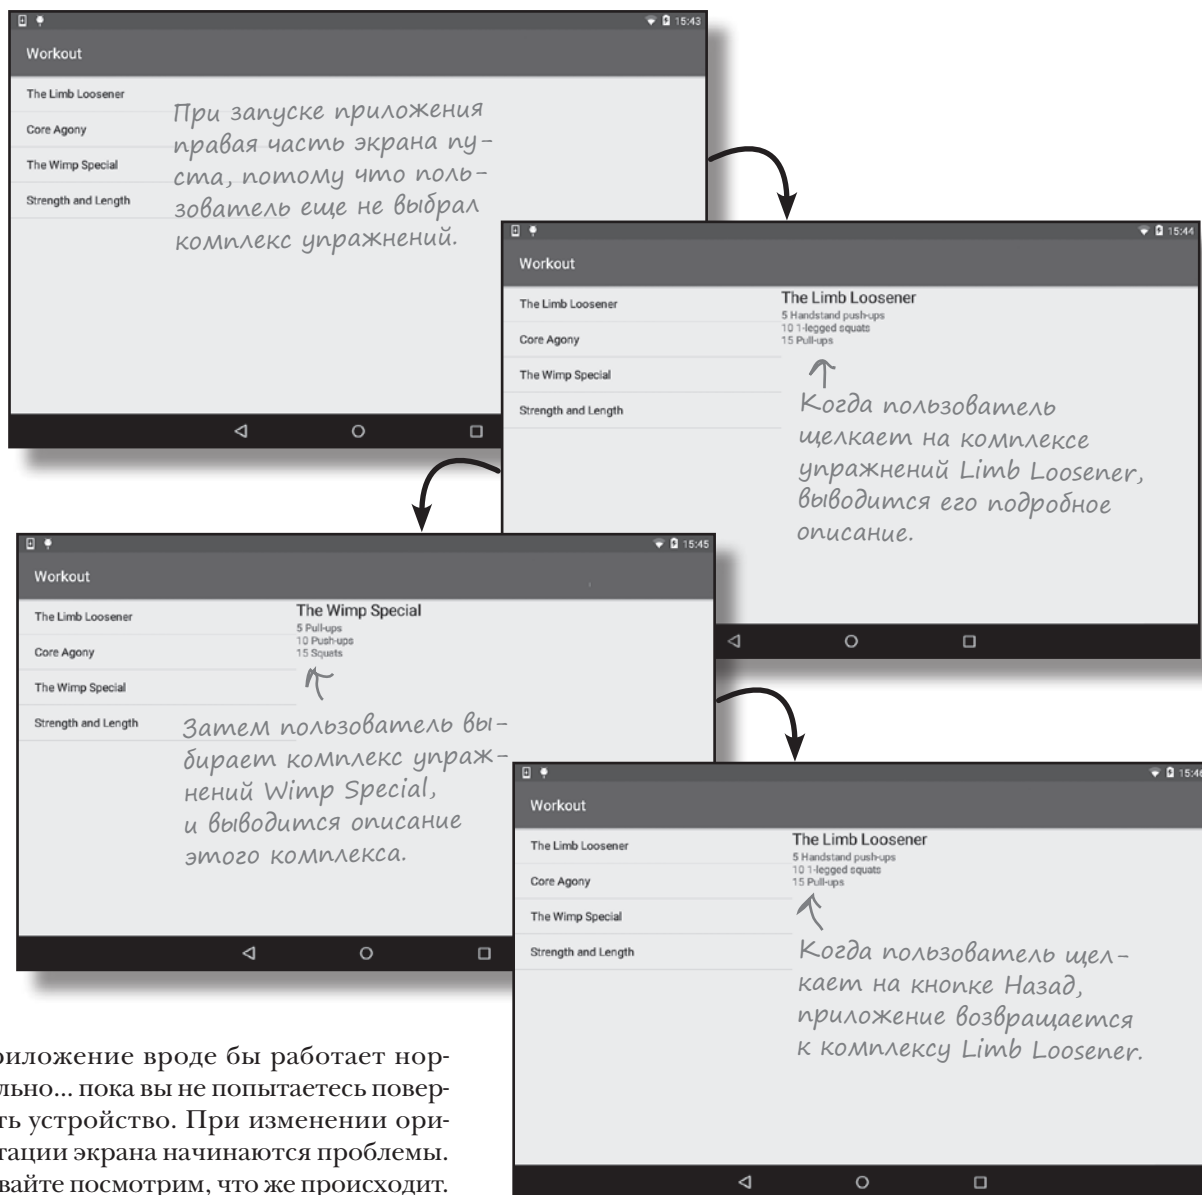 15:43
Workout
The Limb Loosener
Core Agony
The Wimp Special
Strength and Length
При запуске приложения
правая часть экрана пу-
ста, потому что поль-
зователь еще не выбрал
комплекс упражнений.
15:44
Workout
The Limb Loosener
Core Agony
The Wimp Special
Strength and Length
The Limb Loosener
5 Handstand push-ups
10 1-legged squats
15 Pull-ups
Когда пользователь
щелкает на комплексе
упражнений Limb Loosener,
выводится его подробное
описание.
15:45
Workout
The Limb Loosener
Core Agony
The Wimp Special
Strength and Length
The Wimp Special
5 Pull-ups
10 Push-ups
15 Squats
Затем пользователь вы-
бирает комплекс упраж-
нений Wimp Special,
и выводится описание
этого комплекса.
15:46
Workout
The Limb Loosener
Core Agony
The Wimp Special
Strength and Length
The Limb Loosener
5 Handstand push-ups
10 1-legged squats
15 Pull-ups
Когда пользователь щел-
кает на кнопке Назад,
приложение возвращается
к комплексу Limb Loosener.
риложение вроде бы работает нор-
льно... пока вы не попытаетесь повер-
ть устройство. При изменении ори-
тации экрана начинаются проблемы.
вайте посмотрим, что же происходит.